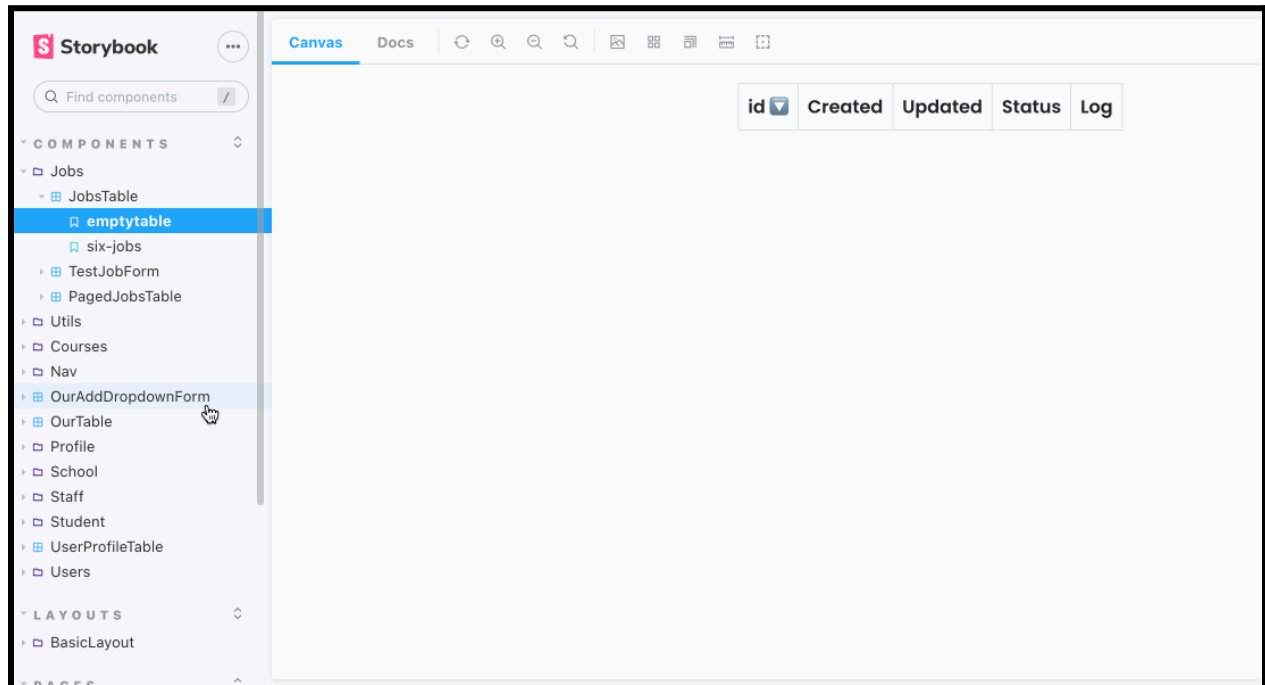 Storybook
Find components /
COMPONENTS
Jobs
JobsTable
emptytable
six-jobs
TestJobForm
PagedJobsTable
Utils
Courses
Nav
OurAddDropdownForm
OurTable
Profile
School
Staff
Student
UserProfileTable
Users
LAYOUTS
BasicLayout
PAGES
Canvas Docs
id Created Updated Status Log